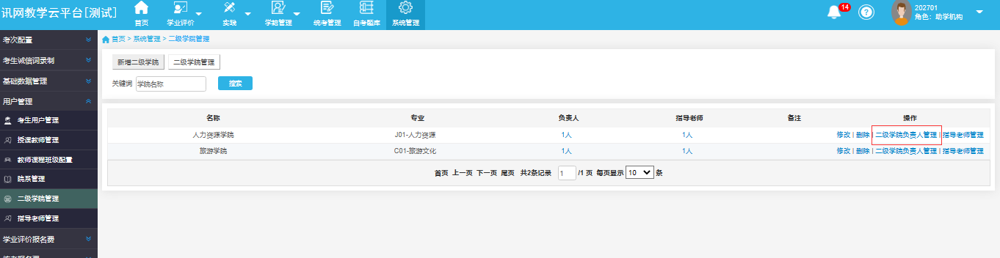 讯网教学云平台[测试]
首页 学业评价 实践 学籍管理 统考管理 自考题库 系统管理
14
202701
角色：助学机构
考次配置
考生诚信词录制
基础数据管理
用户管理
考生用户管理
授课教师管理
教师课程班级配置
院系管理
二级学院管理
指导老师管理
学业评价报名费
首页 > 系统管理 > 二级学院管理
新增二级学院 二级学院管理
关键词 学院名称 搜索
名称 专业 负责人 指导老师 备注 操作
人力资源学院 J01-人力资源 1人 1人 修改 | 删除 | 二级学院负责人管理 | 指导老师管理
旅游学院 C01-旅游文化 1人 1人 修改 | 删除 | 二级学院负责人管理 | 指导老师管理
首页 上一页 下一页 尾页 共2条记录 1 /1 页 每页显示 10 条